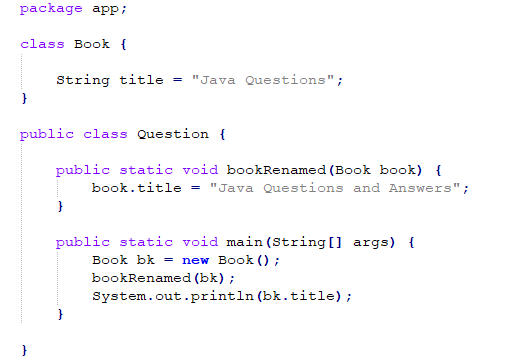 package app;
class Book {
String title = "Java Questions";
}
public class Question {
public static void bookRenamed(Book book) {
book.title = "Java Questions and Answers";
}
public static void main(String[] args) {
Book bk = new Book();
bookRenamed(bk);
System.out.println(bk.title);
}
}